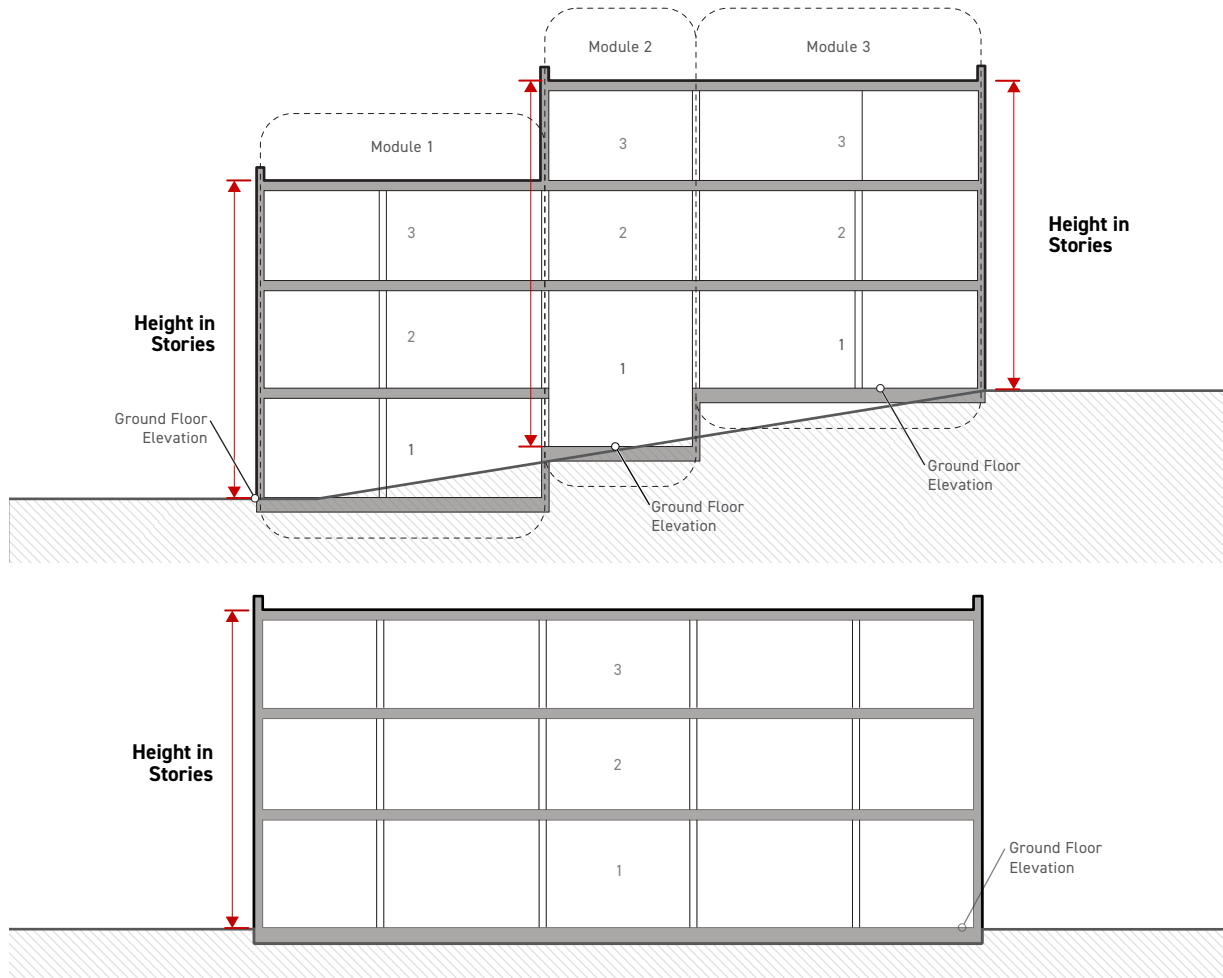 Module 2
Module 3
Module 1
3
3
3
2
2
Height in
Stories
Height in
Stories
2
1
1
Ground Floor
Elevation
1
Ground Floor
Elevation
Ground Floor
Elevation
3
Height in
Stories
2
Ground Floor
Elevation
1